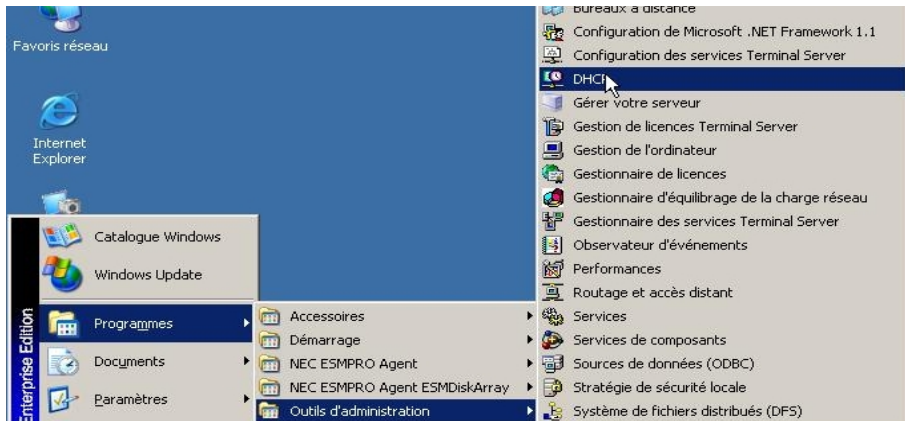 Favoris réseau
Internet
Explorer
Enterprise Edition
Catalogue Windows
Windows Update
Programmes
Documents
Paramètres
Accessoires
Démarrage
NEC ESMPRO Agent
NEC ESMPRO Agent ESMDiskArray
Outils d'administration
Bureaux à distance
Configuration de Microsoft .NET Framework 1.1
Configuration des services Terminal Server
DHCP
Gérer votre serveur
Gestion de licences Terminal Server
Gestion de l'ordinateur
Gestionnaire de licences
Gestionnaire d'équilibrage de la charge réseau
Gestionnaire des services Terminal Server
Observateur d'événements
Performances
Routage et accès distant
Services
Services de composants
Sources de données (ODBC)
Stratégie de sécurité locale
Système de fichiers distribués (DFS)